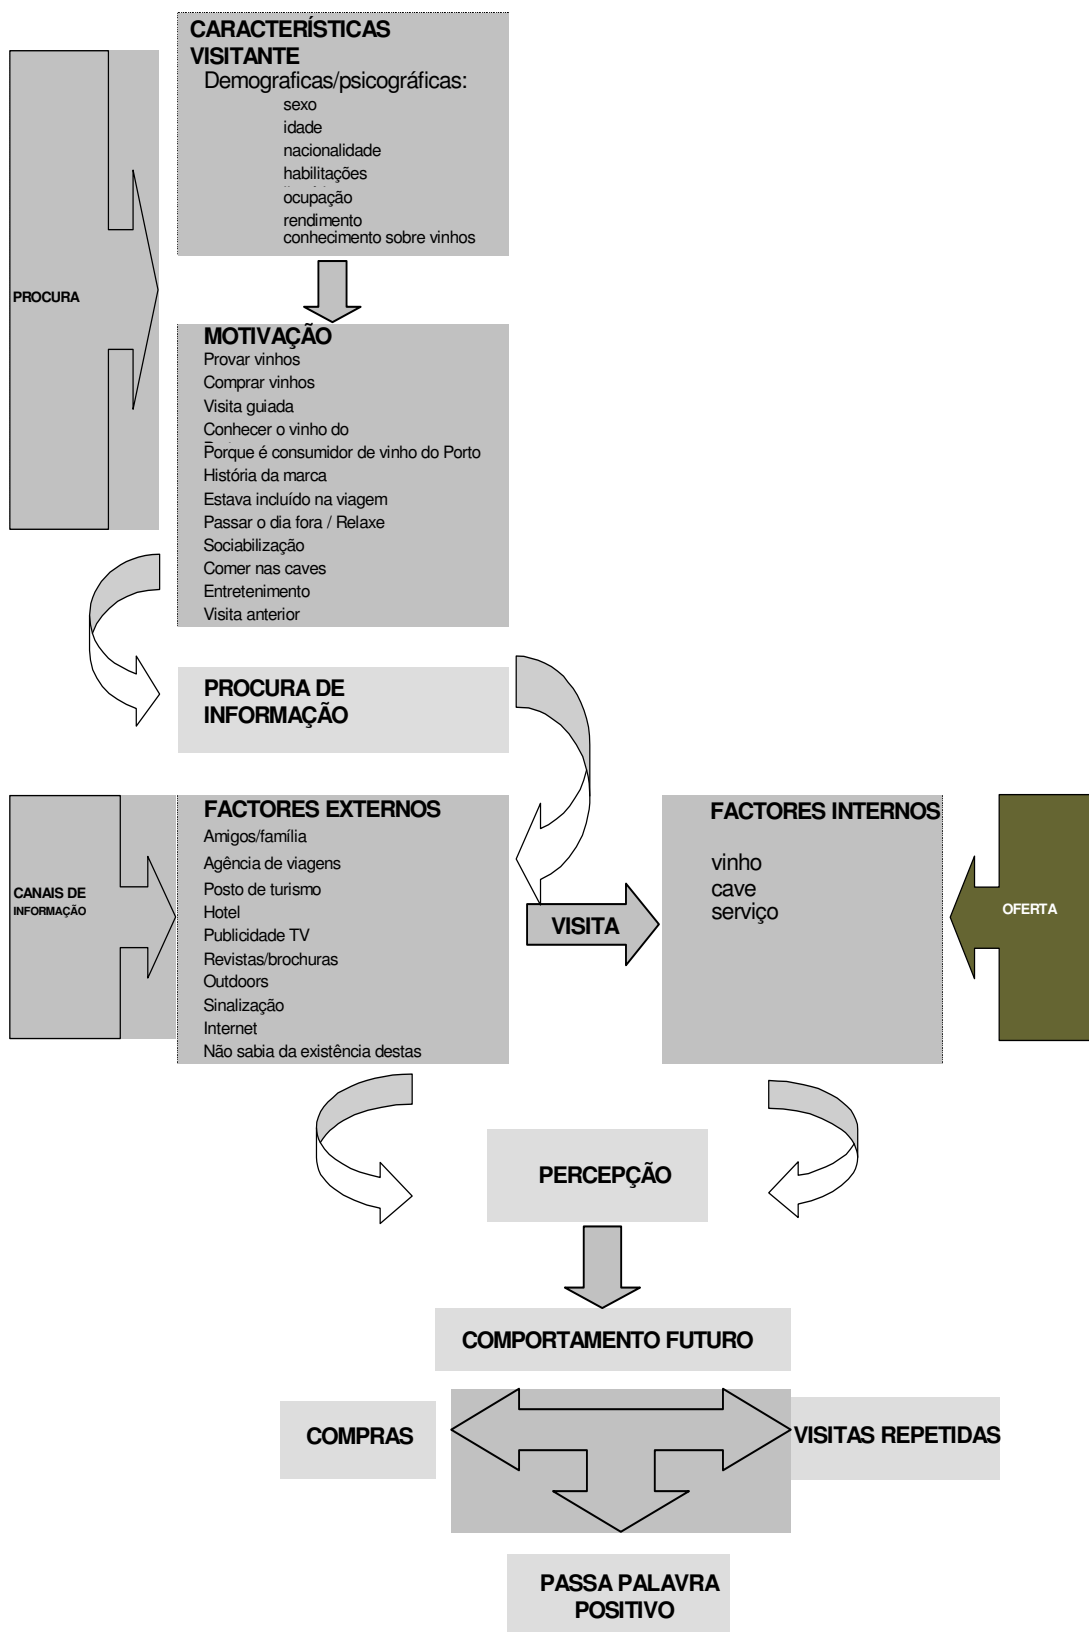 CARACTERÍSTICAS
VISITANTE
Demograficas/psicográficas:
sexo
idade
nacionalidade
habilitações
ocupação
rendimento
conhecimento sobre vinhos
PROCURA
MOTIVAÇÃO
Provar vinhos
Comprar vinhos
Visita guiada
Conhecer o vinho do
Porque é consumidor de vinho do Porto
História da marca
Estava incluído na viagem
Passar o dia fora / Relaxe
Sociabilização
Comer nas caves
Entretenimento
Visita anterior
PROCURA DE
INFORMAÇÃO
CANAIS DE
INFORMAÇÃO
FACTORES EXTERNOS
Amigos/família
Agência de viagens
Posto de turismo
Hotel
Publicidade TV
Revistas/brochuras
Outdoors
Sinalização
Internet
Não sabia da existência destas
VISITA
FACTORES INTERNOS
vinho
cave
serviço
OFERTA
PERCEPÇÃO
COMPORTAMENTO FUTURO
COMPRAS
VISITAS REPETIDAS
PASSA PALAVRA
POSITIVO